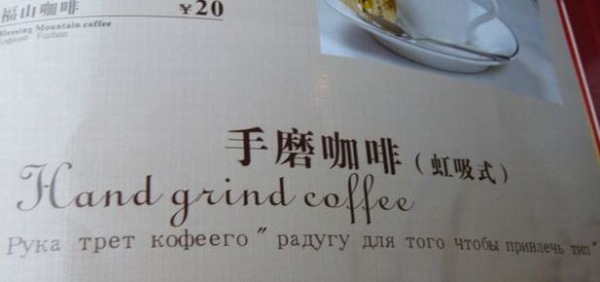 福山咖啡
¥20
Blessing Mountain coffee
手磨咖啡（虹吸式）
Hand grind coffee
Рука трет кофеего " радугу для того чтобы привлечь тип"